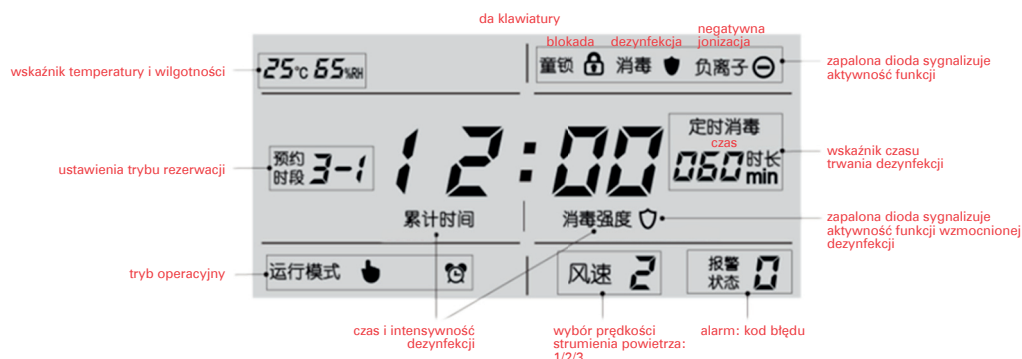 da klawiatury
blokada
dezynfekcja
negatywna
jonizacja
wskaźnik temperatury i wilgotności
25°C 65%RH
童锁 消毒 负离子
zapalona dioda sygnalizuje
aktywność funkcji
ustawienia trybu rezerwacji
预约
时段 3-1
12:00
定时消毒
czas
060 时长
min
wskaźnik czasu
trwania dezynfekcji
累计时间
消毒强度
zapalona dioda sygnalizuje
aktywność funkcji wzmocnionej
dezynfekcji
tryb operacyjny
运行模式
风速 2
报警
状态 0
czas i intensywność
dezynfekcji
wybór prędkości
strumienia powietrza:
1/2/3
alarm: kod błędu